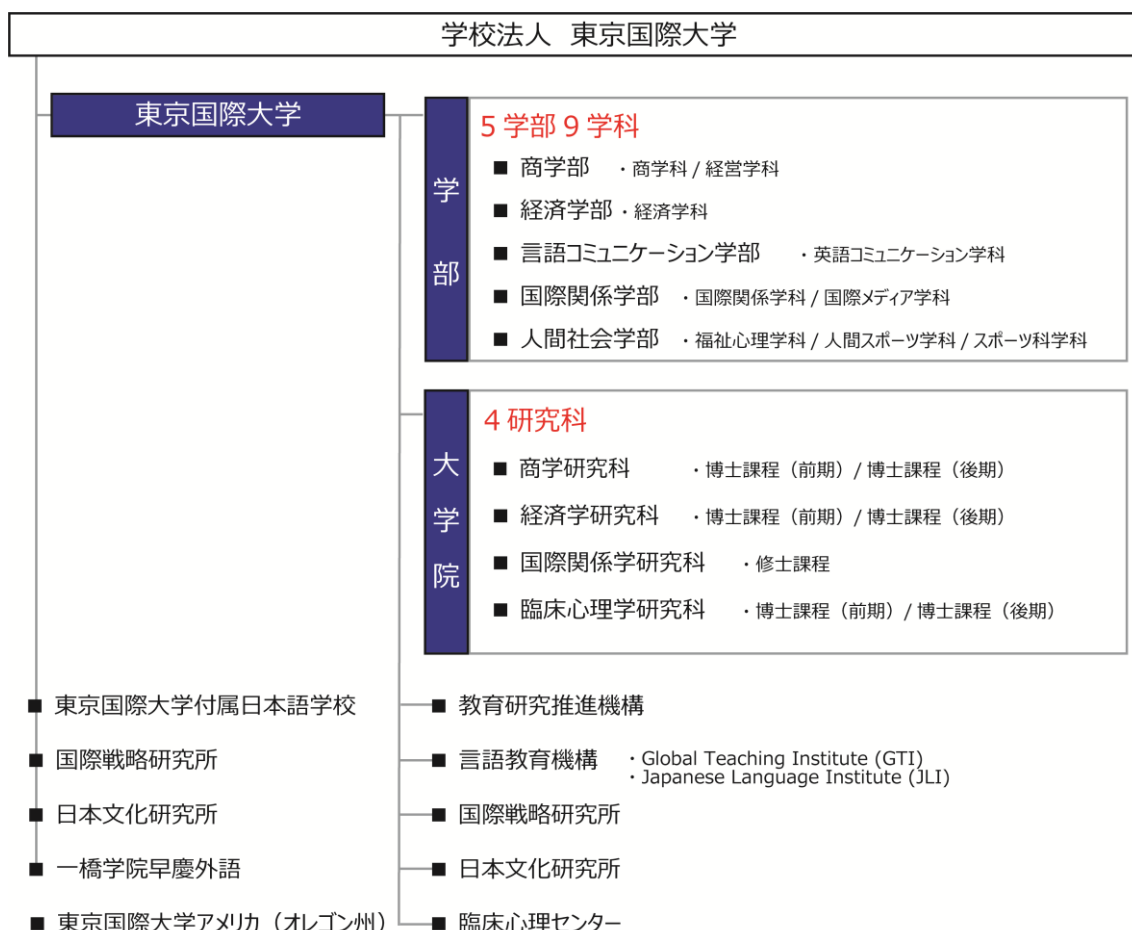 学校法人 東京国際大学
東京国際大学
学部
5学部9学科
■ 商学部 ・商学科 / 経営学科
■ 経済学部 ・経済学科
■ 言語コミュニケーション学部 ・英語コミュニケーション学科
■ 国際関係学部 ・国際関係学科 / 国際メディア学科
■ 人間社会学部 ・福祉心理学科 / 人間スポーツ学科 / スポーツ科学科
大学院
4研究科
■ 商学研究科 ・博士課程（前期）/ 博士課程（後期）
■ 経済学研究科 ・博士課程（前期）/ 博士課程（後期）
■ 国際関係学研究科 ・修士課程
■ 臨床心理学研究科 ・博士課程（前期）/ 博士課程（後期）
■ 東京国際大学付属日本語学校
■ 国際戦略研究所
■ 日本文化研究所
■ 一橋学院早慶外語
■ 東京国際大学アメリカ（オレゴン州）
■ 教育研究推進機構
■ 言語教育機構 ・Global Teaching Institute (GTI)
・Japanese Language Institute (JLI)
■ 国際戦略研究所
■ 日本文化研究所
■ 臨床心理センター